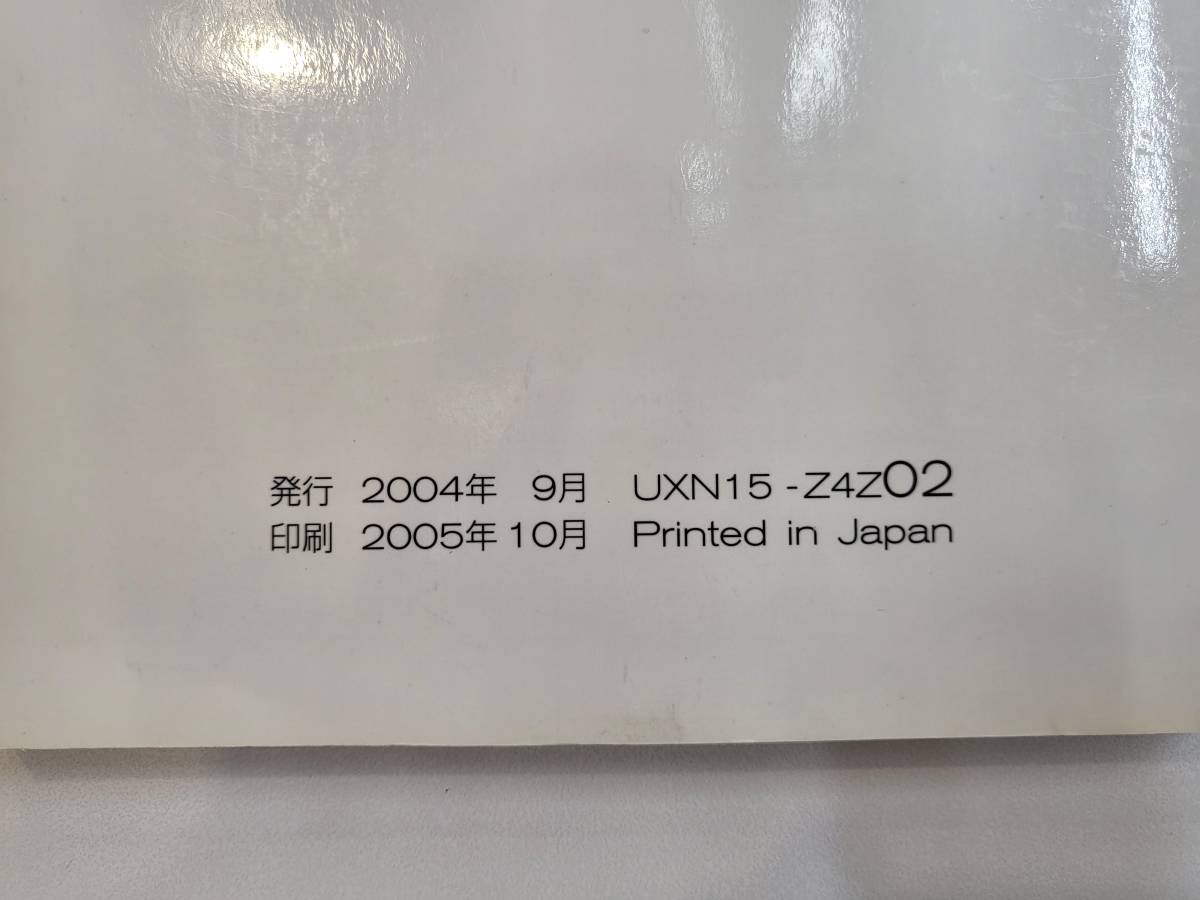 発行 2004年 9月 UXN15-Z4Z02
印刷 2005年10月 Printed in Japan